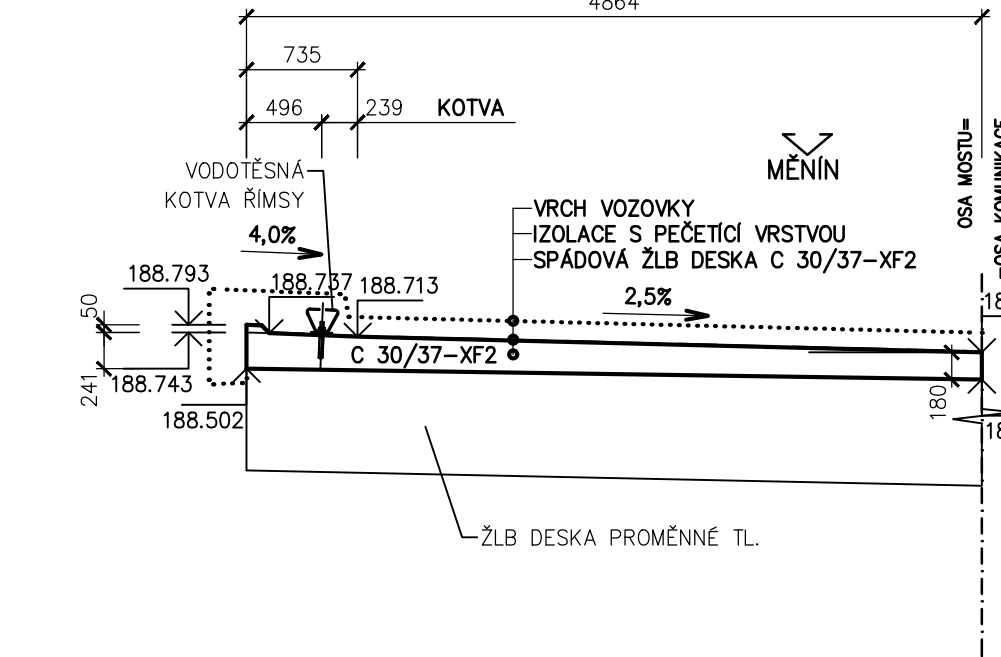 4864
735
496
239 KOTVA
VODOTĚSNÁ
KOTVA ŘÍMSY
MĚNÍN
OSA MOSTU=
=OSA KOMUNIKACE
VRCH VOZOVKY
IZOLACE S PEČETÍCÍ VRSTVOU
SPÁDOVÁ ŽLB DESKA C 30/37-XF2
4,0%
188.793
188.737
188.713
2,5%
50
C 30/37-XF2
241
188.743
188.502
180
ŽLB DESKA PROMĚNNÉ TL.